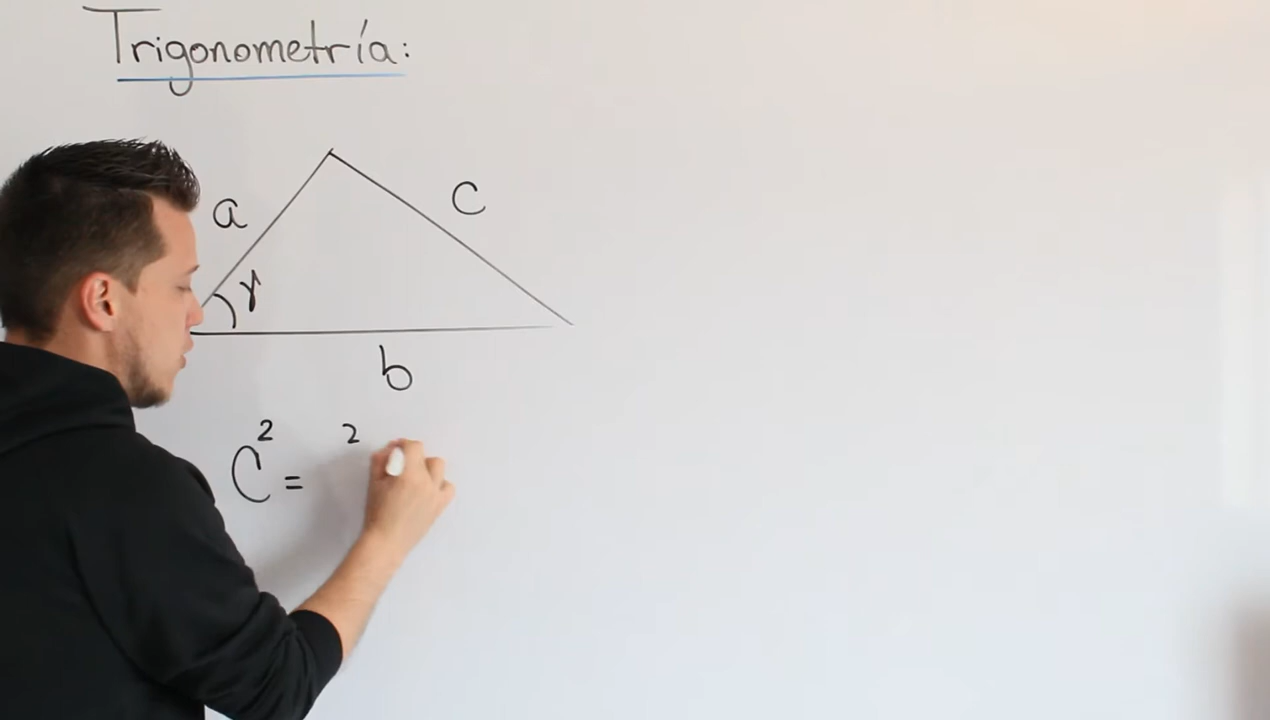 Trigonometría:
a
c
γ
b
C² = ²